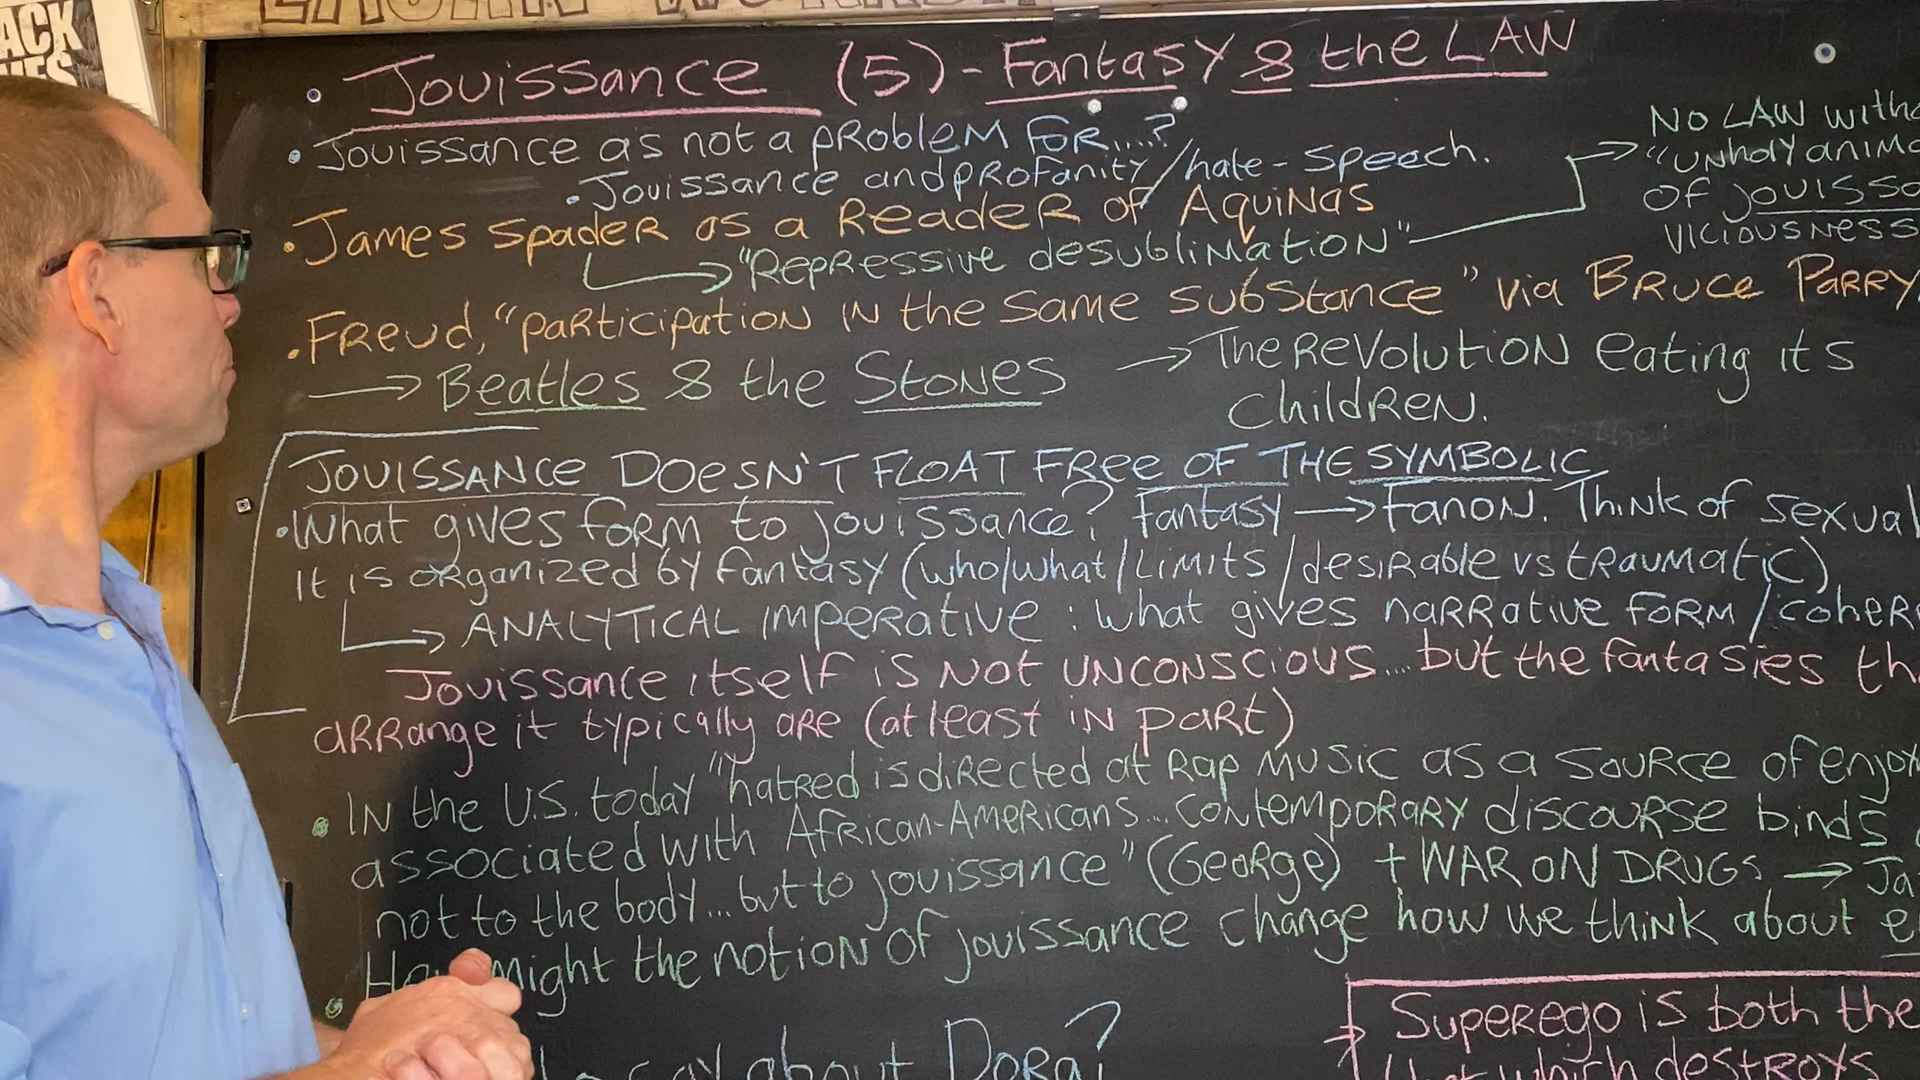 ACK
Jouissance (5) - Fantasy & the LAW
• Jouissance as not a problem for....?
• Jouissance and profanity / hate-speech.
• James Spader as a Reader of Aquinas
"Repressive desublimation"
NO LAW
"unholy
of
viciousness
• Freud, "participation in the same substance" via Bruce Parry
→ Beatles & the Stones → The Revolution eating its
children.
JOUISSANCE DOESN'T FLOAT FREE OF THE SYMBOLIC
• What gives form to jouissance? Fantasy → Fanon. Think of sexual
It is organized by fantasy (who/what/limits/desirable vs traumatic)
→ ANALYTICAL imperative: what gives narrative form /
Jouissance itself is not unconscious... but the fantasies
arrange it typically are (at least in part)
• In the U.S. today "hatred is directed at rap music as a source of
associated with African-Americans... contemporary discourse binds
not to the body... but to jouissance" (George) + WAR ON DRUGS →
• might the notion of jouissance change how we think about
Superego is both the
which destroys
say about Dora?